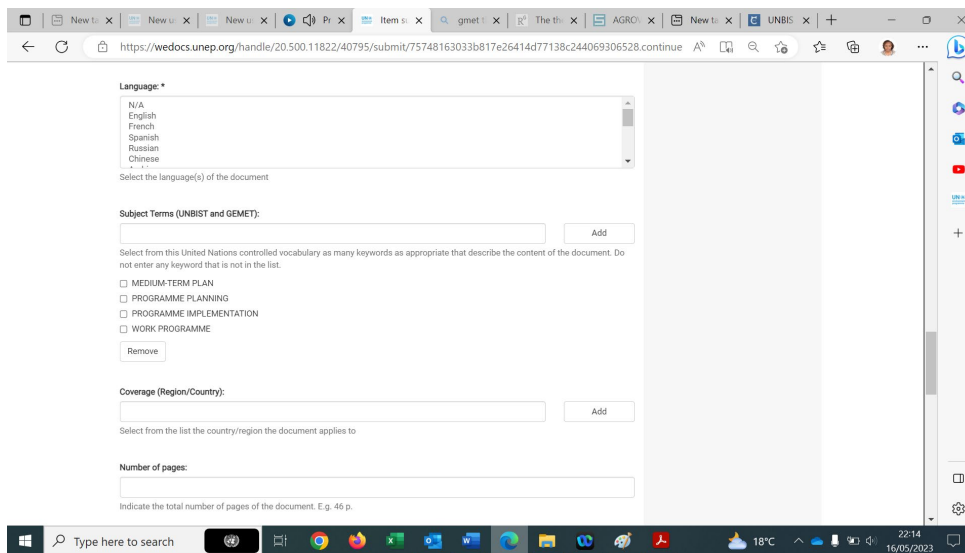 New ta
New u
New u
Pr
Item su
gmet
The th
AGROV
New ta
UNBIS
https://wedocs.unep.org/handle/20.500.11822/40795/submit/75748163033b817e26414d77138c244069306528.continue
Language: *
N/A
English
French
Spanish
Russian
Chinese
Select the language(s) of the document
Subject Terms (UNBIST and GEMET):
Add
Select from this United Nations controlled vocabulary as many keywords as appropriate that describe the content of the document. Do
not enter any keyword that is not in the list.
MEDIUM-TERM PLAN
PROGRAMME PLANNING
PROGRAMME IMPLEMENTATION
WORK PROGRAMME
Remove
Coverage (Region/Country):
Add
Select from the list the country/region the document applies to
Number of pages:
Indicate the total number of pages of the document. E.g. 46 p.
Type here to search
18°C
22:14
16/05/2023